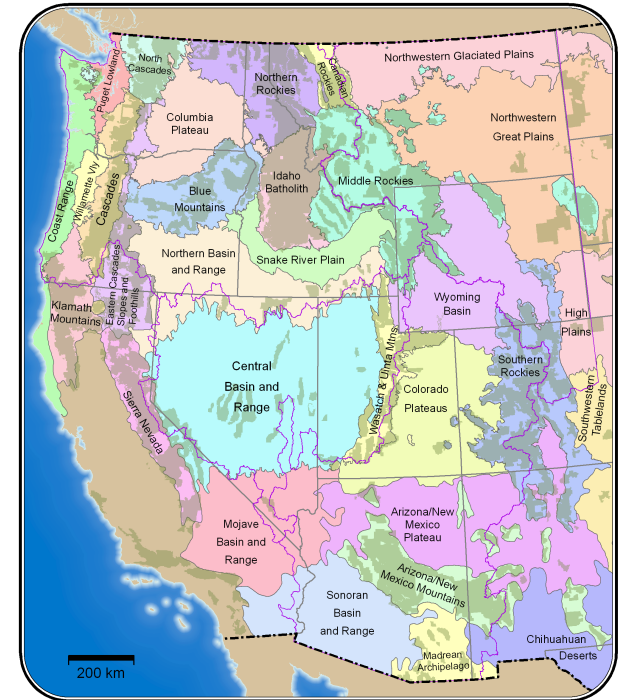 Northwestern Glaciated Plains
North
Cascades
Puget Lowland
Canadian
Rockies
Northern
Rockies
Columbia
Plateau
Northwestern
Great Plains
Coast Range
Willamette Vly
Cascades
Blue
Mountains
Idaho
Batholith
Middle Rockies
Northern Basin
and Range
Snake River Plain
Eastern Cascades
Slopes and
Foothills
Klamath
Mountains
Wyoming
Basin
High
Plains
Central
Basin and
Range
Wasatch & Uinta Mtns
Southern
Rockies
Colorado
Plateaus
Southwestern
Tablelands
Sierra Nevada
Mojave
Basin and
Range
Arizona/New
Mexico
Plateau
Arizona/New
Mexico Mountains
Sonoran
Basin
and Range
Madrean
Archipelago
Chihuahuan
Deserts
200 km